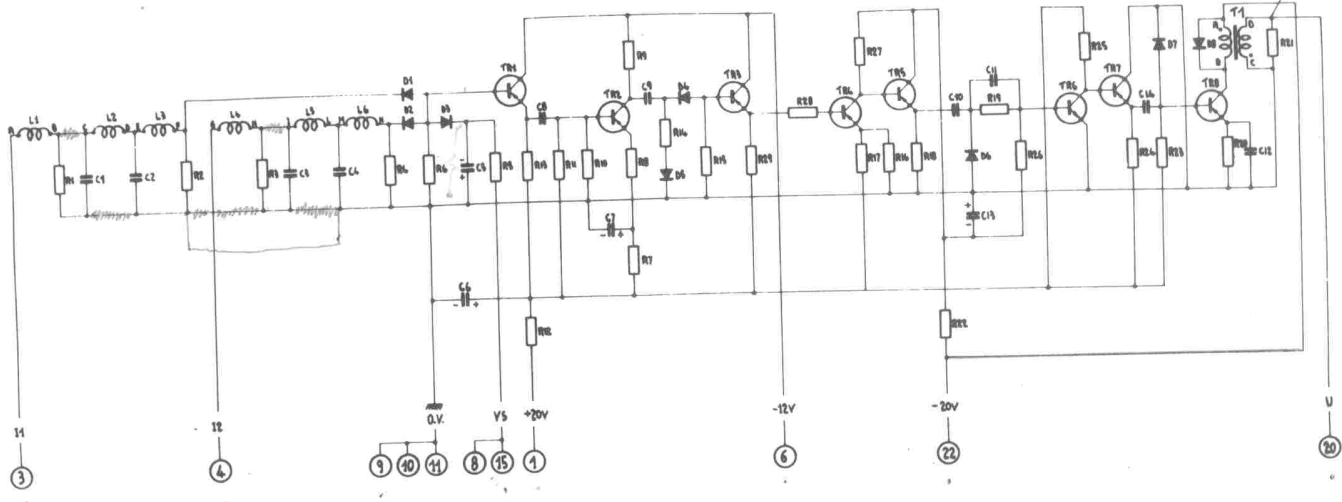 T1
A D
L1 L2 L3 L4 L5 L6 D1 D2 D3 TR1 R9 TR2 C9 D4 TR3 R27 TR4 TR5 C10 C11 R19 TR6 R25 TR7 D7 C14 TR8 D8 B C R21
A B C
R1 C1 C2 R2 R3 C3 C4 R6 C5 R5 R13 C8 R11 R10 R8 R14 D5 R15 R29 R28 R17 R16 R18 D6 R26 R24 R23 R20 C12
C7 C13
R7
C6
R12 R22
I1 I2 0.V. VS +20V -12V -20V U
3 4 9 10 11 8 15 1 6 22 20